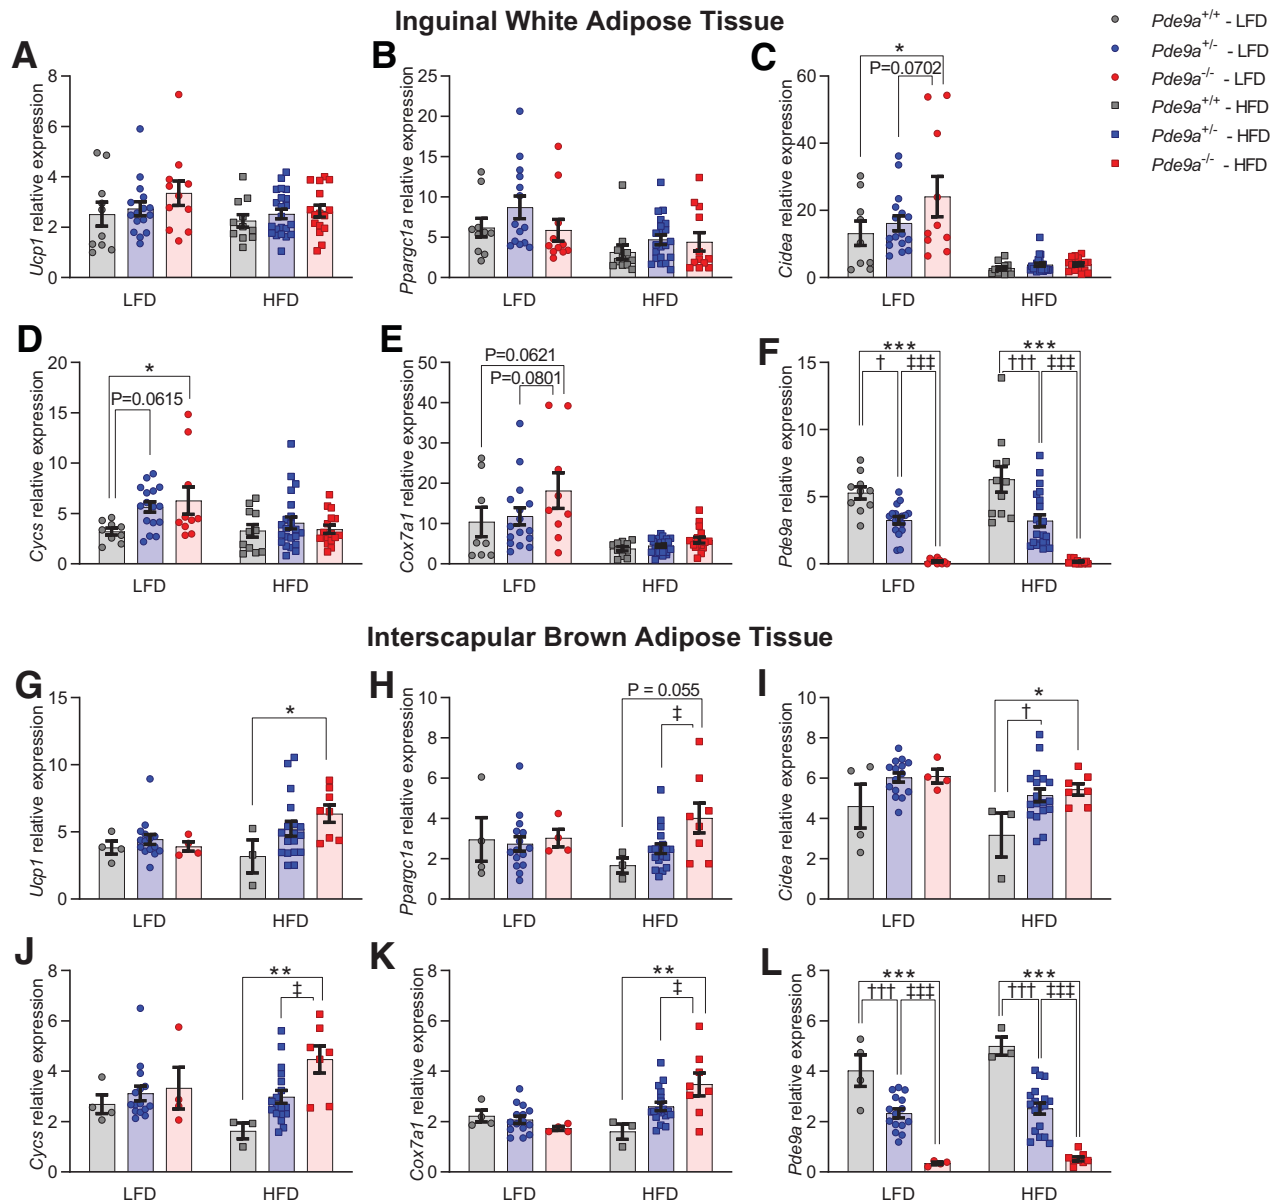 Inguinal White Adipose Tissue
Pde9a+/+ - LFD
Pde9a+/- - LFD
Pde9a-/- - LFD
Pde9a+/+ - HFD
Pde9a+/- - HFD
Pde9a-/- - HFD
A
Ucp1 relative expression
8
6
4
2
0
LFD
HFD
B
Ppargc1a relative expression
25
20
15
10
5
0
LFD
HFD
C
Cidea relative expression
60
40
20
0
*
P=0.0702
LFD
HFD
D
Cycs relative expression
20
15
10
5
0
*
P=0.0615
LFD
HFD
E
Cox7a1 relative expression
50
40
30
20
10
0
P=0.0621
P=0.0801
LFD
HFD
F
Pde9a relative expression
15
10
5
0
*** ***
† ‡‡‡ ††† ‡‡‡
LFD
HFD
Interscapular Brown Adipose Tissue
G
Ucp1 relative expression
15
10
5
0
*
LFD
HFD
H
Ppargc1a relative expression
10
8
6
4
2
0
P = 0.055
‡
LFD
HFD
I
Cidea relative expression
10
8
6
4
2
0
*
†
LFD
HFD
J
Cycs relative expression
8
6
4
2
0
**
‡
LFD
HFD
K
Cox7a1 relative expression
8
6
4
2
0
**
‡
LFD
HFD
L
Pde9a relative expression
8
6
4
2
0
*** ***
††† ‡‡‡ ††† ‡‡‡
LFD
HFD